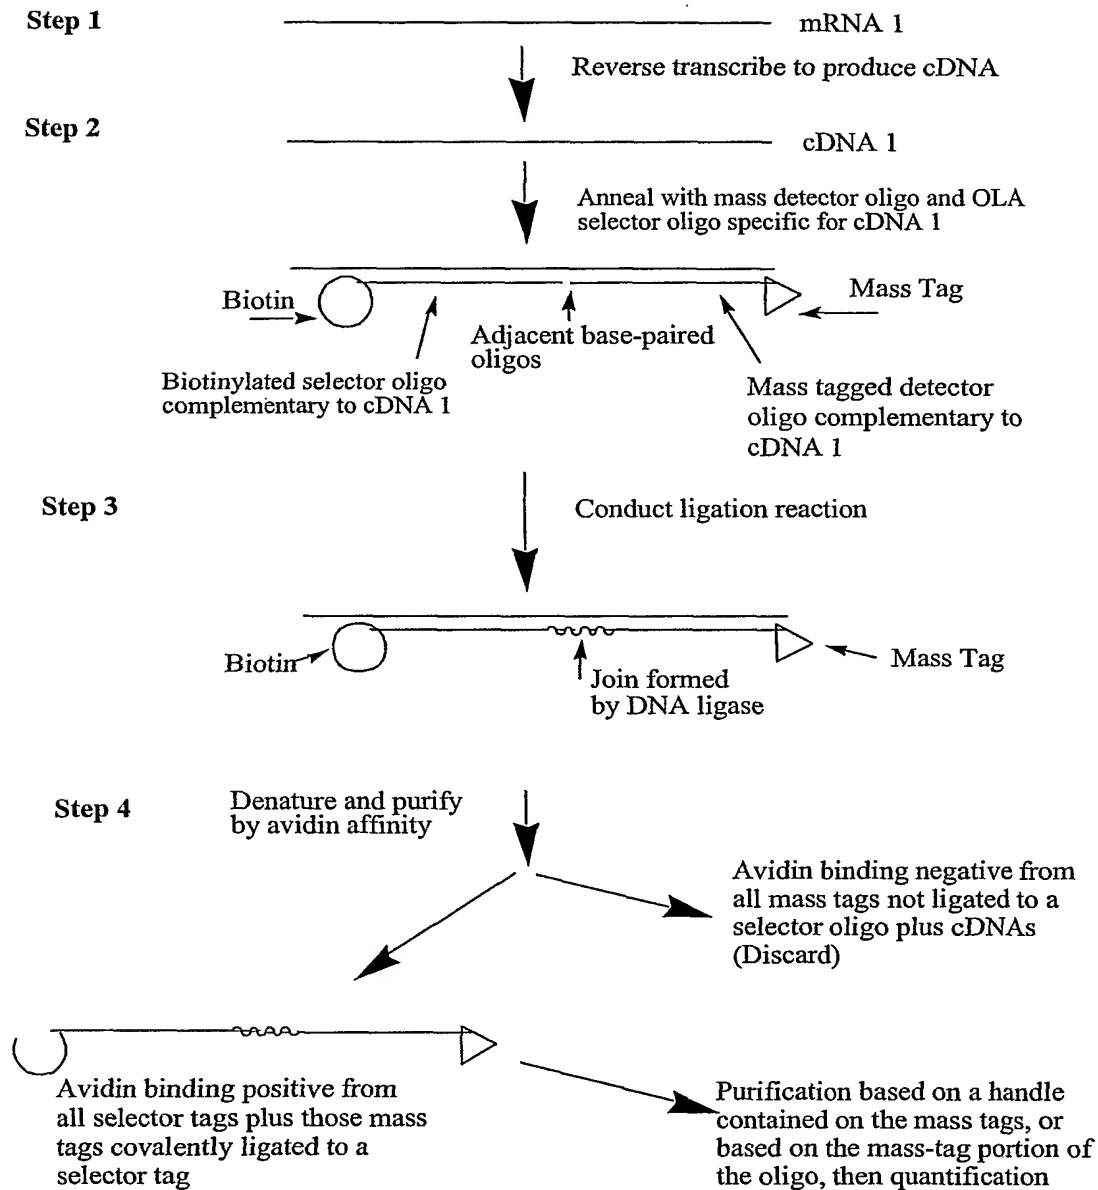 Step 1
mRNA 1
Reverse transcribe to produce cDNA
Step 2
cDNA 1
Anneal with mass detector oligo and OLA
selector oligo specific for cDNA 1
Biotin
Mass Tag
Adjacent base-paired
oligos
Biotinylated selector oligo
complementary to cDNA 1
Mass tagged detector
oligo complementary to
cDNA 1
Step 3
Conduct ligation reaction
Biotin
Mass Tag
Join formed
by DNA ligase
Step 4
Denature and purify
by avidin affinity
Avidin binding negative from
all mass tags not ligated to a
selector oligo plus cDNAs
(Discard)
Avidin binding positive from
all selector tags plus those mass
tags covalently ligated to a
selector tag
Purification based on a handle
contained on the mass tags, or
based on the mass-tag portion of
the oligo, then quantification